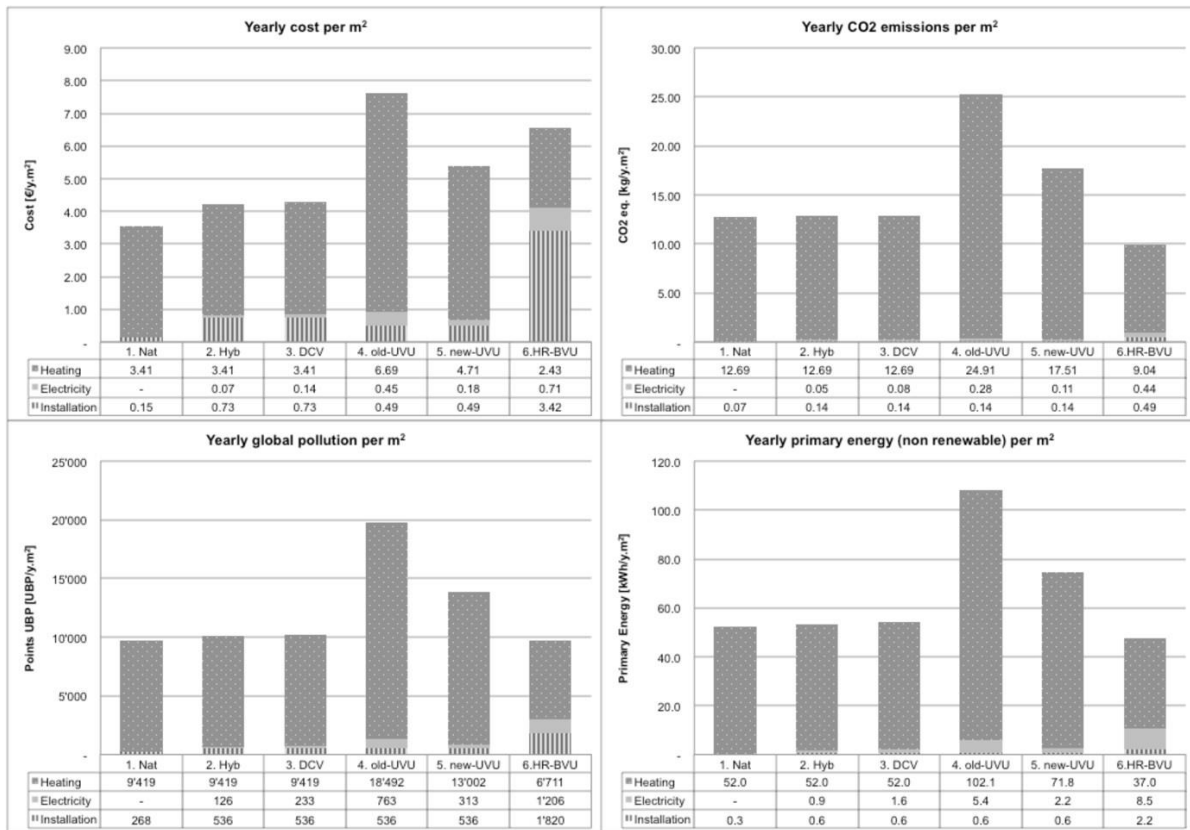 Yearly cost per m²
Cost [€/y.m²]
9.00
8.00
7.00
6.00
5.00
4.00
3.00
2.00
1.00
-
1. Nat 2. Hyb 3. DCV 4. old-UVU 5. new-UVU 6.HR-BVU
Heating 3.41 3.41 3.41 6.69 4.71 2.43
Electricity - 0.07 0.14 0.45 0.18 0.71
Installation 0.15 0.73 0.73 0.49 0.49 3.42
Yearly CO2 emissions per m²
CO2 eq. [kg/y.m²]
30.00
25.00
20.00
15.00
10.00
5.00
-
1. Nat 2. Hyb 3. DCV 4. old-UVU 5. new-UVU 6.HR-BVU
Heating 12.69 12.69 12.69 24.91 17.51 9.04
Electricity - 0.05 0.08 0.28 0.11 0.44
Installation 0.07 0.14 0.14 0.14 0.14 0.49
Yearly global pollution per m²
Points UBP [UBP/y.m²]
25'000
20'000
15'000
10'000
5'000
-
1. Nat 2. Hyb 3. DCV 4. old-UVU 5. new-UVU 6.HR-BVU
Heating 9'419 9'419 9'419 18'492 13'002 6'711
Electricity - 126 233 763 313 1'206
Installation 268 536 536 536 536 1'820
Yearly primary energy (non renewable) per m²
Primary Energy [kWh/y.m²]
120.0
100.0
80.0
60.0
40.0
20.0
-
1. Nat 2. Hyb 3. DCV 4. old-UVU 5. new-UVU 6.HR-BVU
Heating 52.0 52.0 52.0 102.1 71.8 37.0
Electricity - 0.9 1.6 5.4 2.2 8.5
Installation 0.3 0.6 0.6 0.6 0.6 2.2